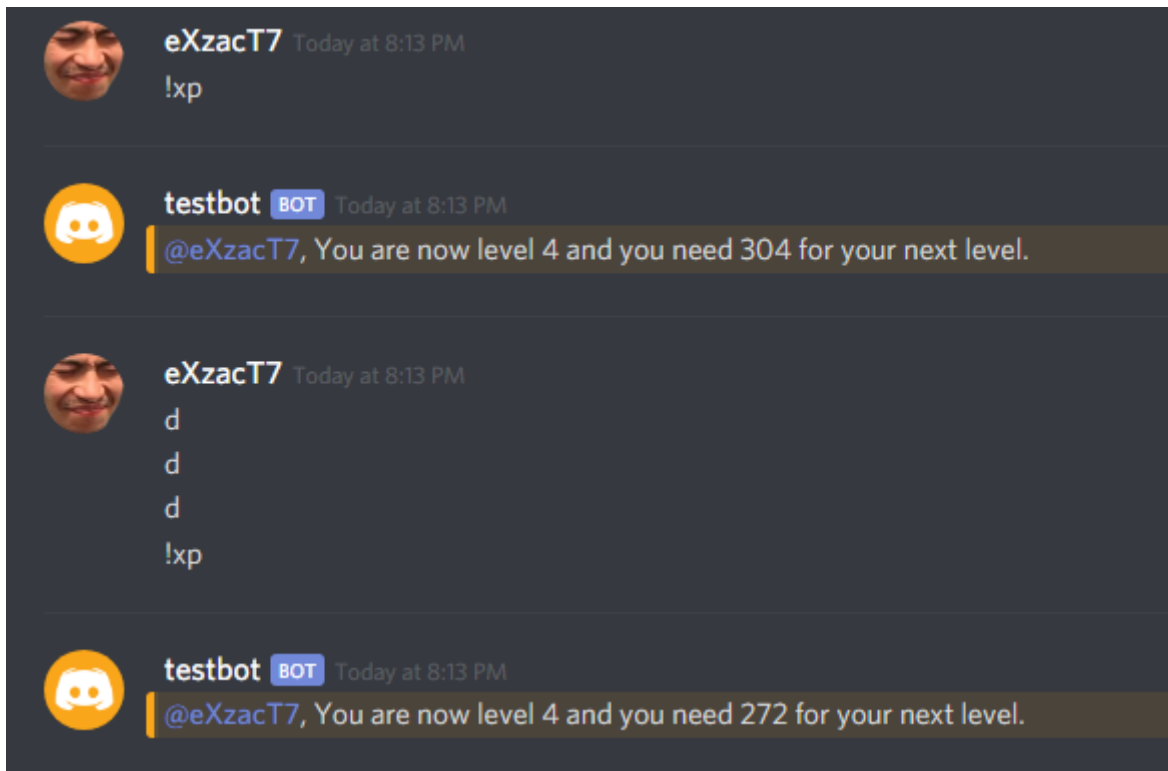 eXzacT7 Today at 8:13 PM
!xp
testbot BOT Today at 8:13 PM
@eXzacT7, You are now level 4 and you need 304 for your next level.
eXzacT7 Today at 8:13 PM
d
d
d
!xp
testbot BOT Today at 8:13 PM
@eXzacT7, You are now level 4 and you need 272 for your next level.